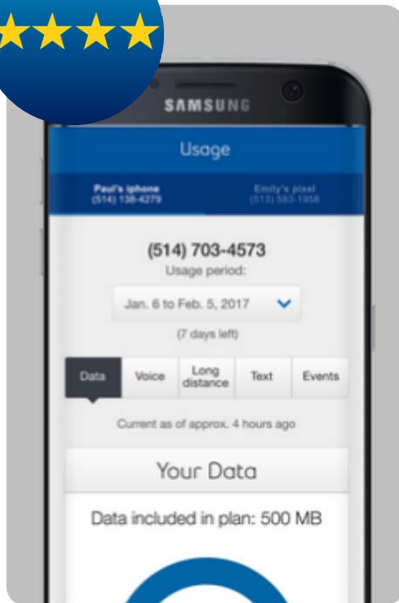 SAMSUNG
Usage
Paul's iphone
(514) 138-4279
Emily's pixel
(513) 583-1958
(514) 703-4573
Usage period:
Jan. 6 to Feb. 5, 2017
(7 days left)
Data
Voice
Long
distance
Text
Events
Current as of approx. 4 hours ago
Your Data
Data included in plan: 500 MB